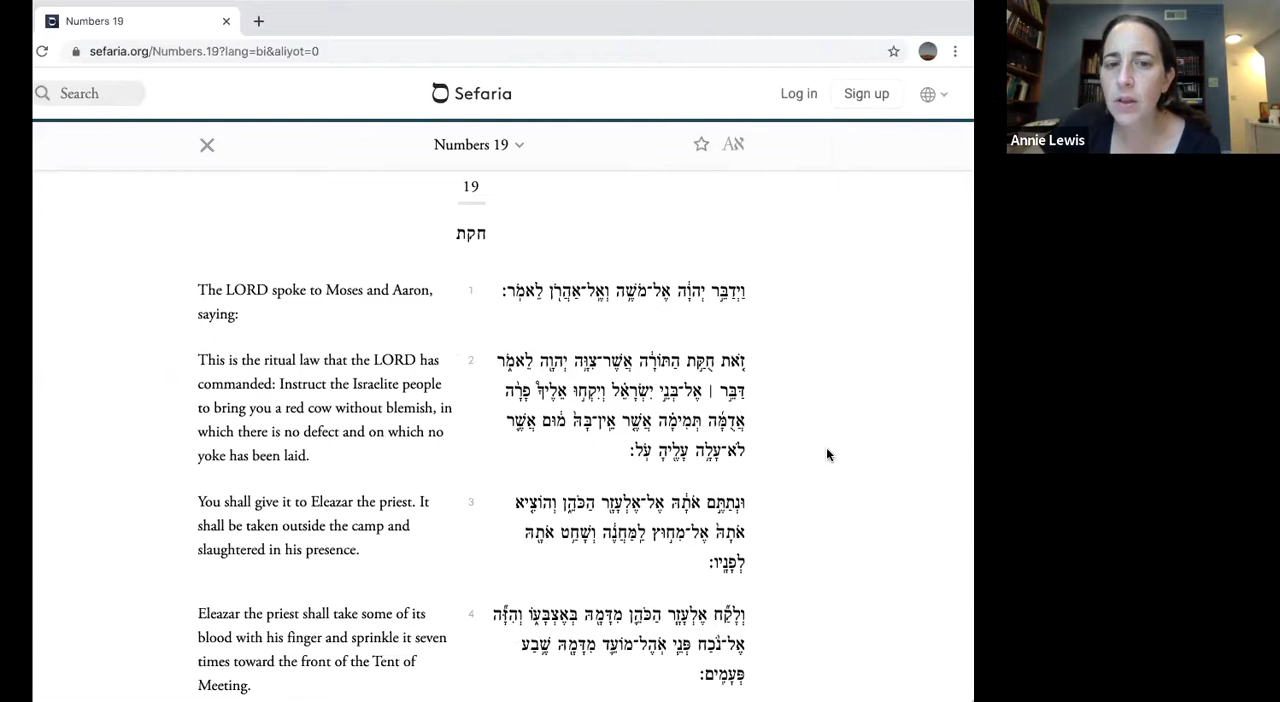 Numbers 19
sefaria.org/Numbers.19?lang=bi&aliyot=0
Search
Sefaria
Log in
Sign up
Numbers 19
Aא
19
חקת
The LORD spoke to Moses and Aaron,
saying:
1
וַיְדַבֵּ֣ר יְהוָ֔ה אֶל־מֹשֶׁ֥ה וְאֶֽל־אַהֲרֹ֖ן לֵאמֹֽר׃
This is the ritual law that the LORD has
commanded: Instruct the Israelite people
to bring you a red cow without blemish, in
which there is no defect and on which no
yoke has been laid.
2
זֹ֚את חֻקַּ֣ת הַתּוֹרָ֔ה אֲשֶׁר־צִוָּ֥ה יְהוָ֖ה לֵאמֹ֑ר
דַּבֵּ֣ר ׀ אֶל־בְּנֵ֣י יִשְׂרָאֵ֗ל וְיִקְח֣וּ אֵלֶיךָ֩ פָרָ֨ה
אֲדֻמָּ֜ה תְּמִימָ֗ה אֲשֶׁ֤ר אֵֽין־בָּהּ֙ מ֔וּם אֲשֶׁ֛ר
לֹא־עָלָ֥ה עָלֶ֖יהָ עֹֽל׃
You shall give it to Eleazar the priest. It
shall be taken outside the camp and
slaughtered in his presence.
3
וּנְתַתֶּ֣ם אֹתָ֔הּ אֶל־אֶלְעָזָ֖ר הַכֹּהֵ֑ן וְהוֹצִ֤יא
אֹתָהּ֙ אֶל־מִח֣וּץ לַֽמַּחֲנֶ֔ה וְשָׁחַ֥ט אֹתָ֖הּ
לְפָנָֽיו׃
Eleazar the priest shall take some of its
blood with his finger and sprinkle it seven
times toward the front of the Tent of
Meeting.
4
וְלָקַ֞ח אֶלְעָזָ֧ר הַכֹּהֵ֛ן מִדָּמָ֖הּ בְּאֶצְבָּע֑וֹ וְהִזָּ֞ה
אֶל־נֹ֨כַח פְּנֵ֧י אֹֽהֶל־מוֹעֵ֛ד מִדָּמָ֖הּ שֶׁ֥בַע
פְּעָמִֽים׃
Annie Lewis